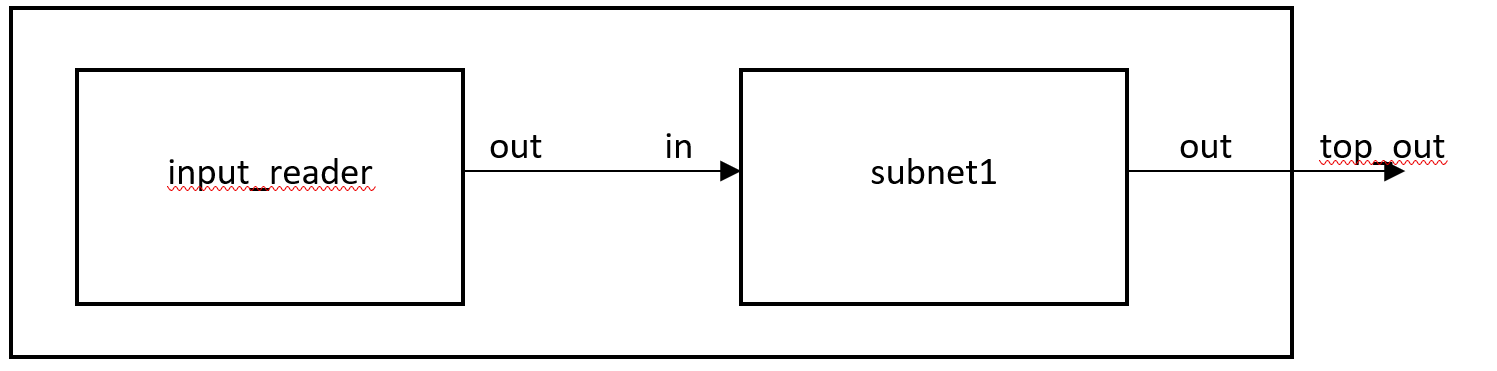 input_reader
out
in
subnet1
out
top_out